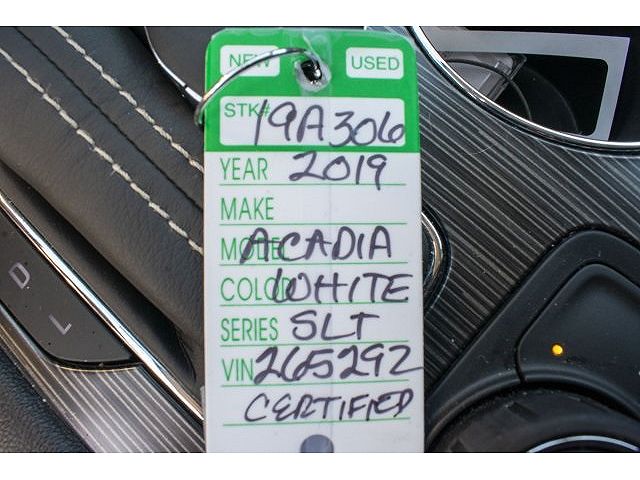 NEW USED
STK# 19A306
YEAR 2019
MAKE
MODEL ACADIA
COLOR WHITE
SERIES SLT
VIN 265292
CERTIFIED
D
L